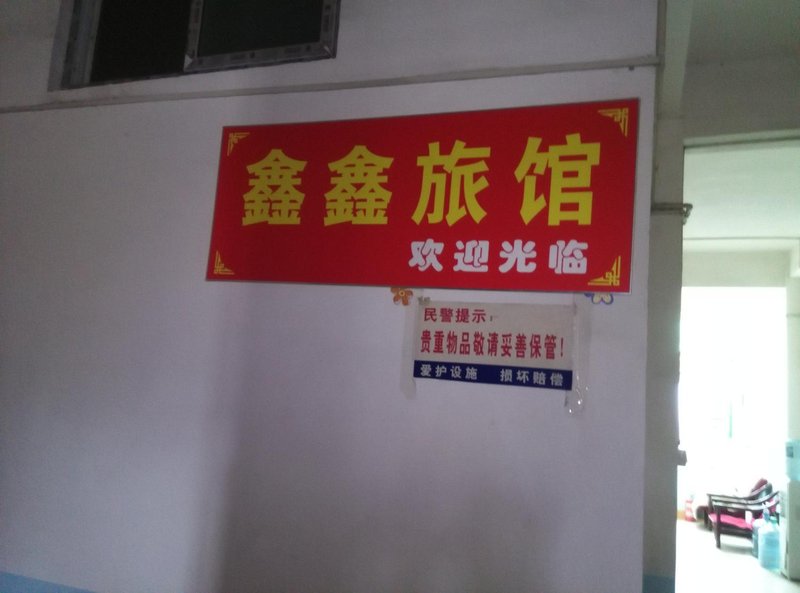 鑫鑫旅馆
欢迎光临
民警提示:
贵重物品敬请妥善保管!
爱护设施 损坏赔偿